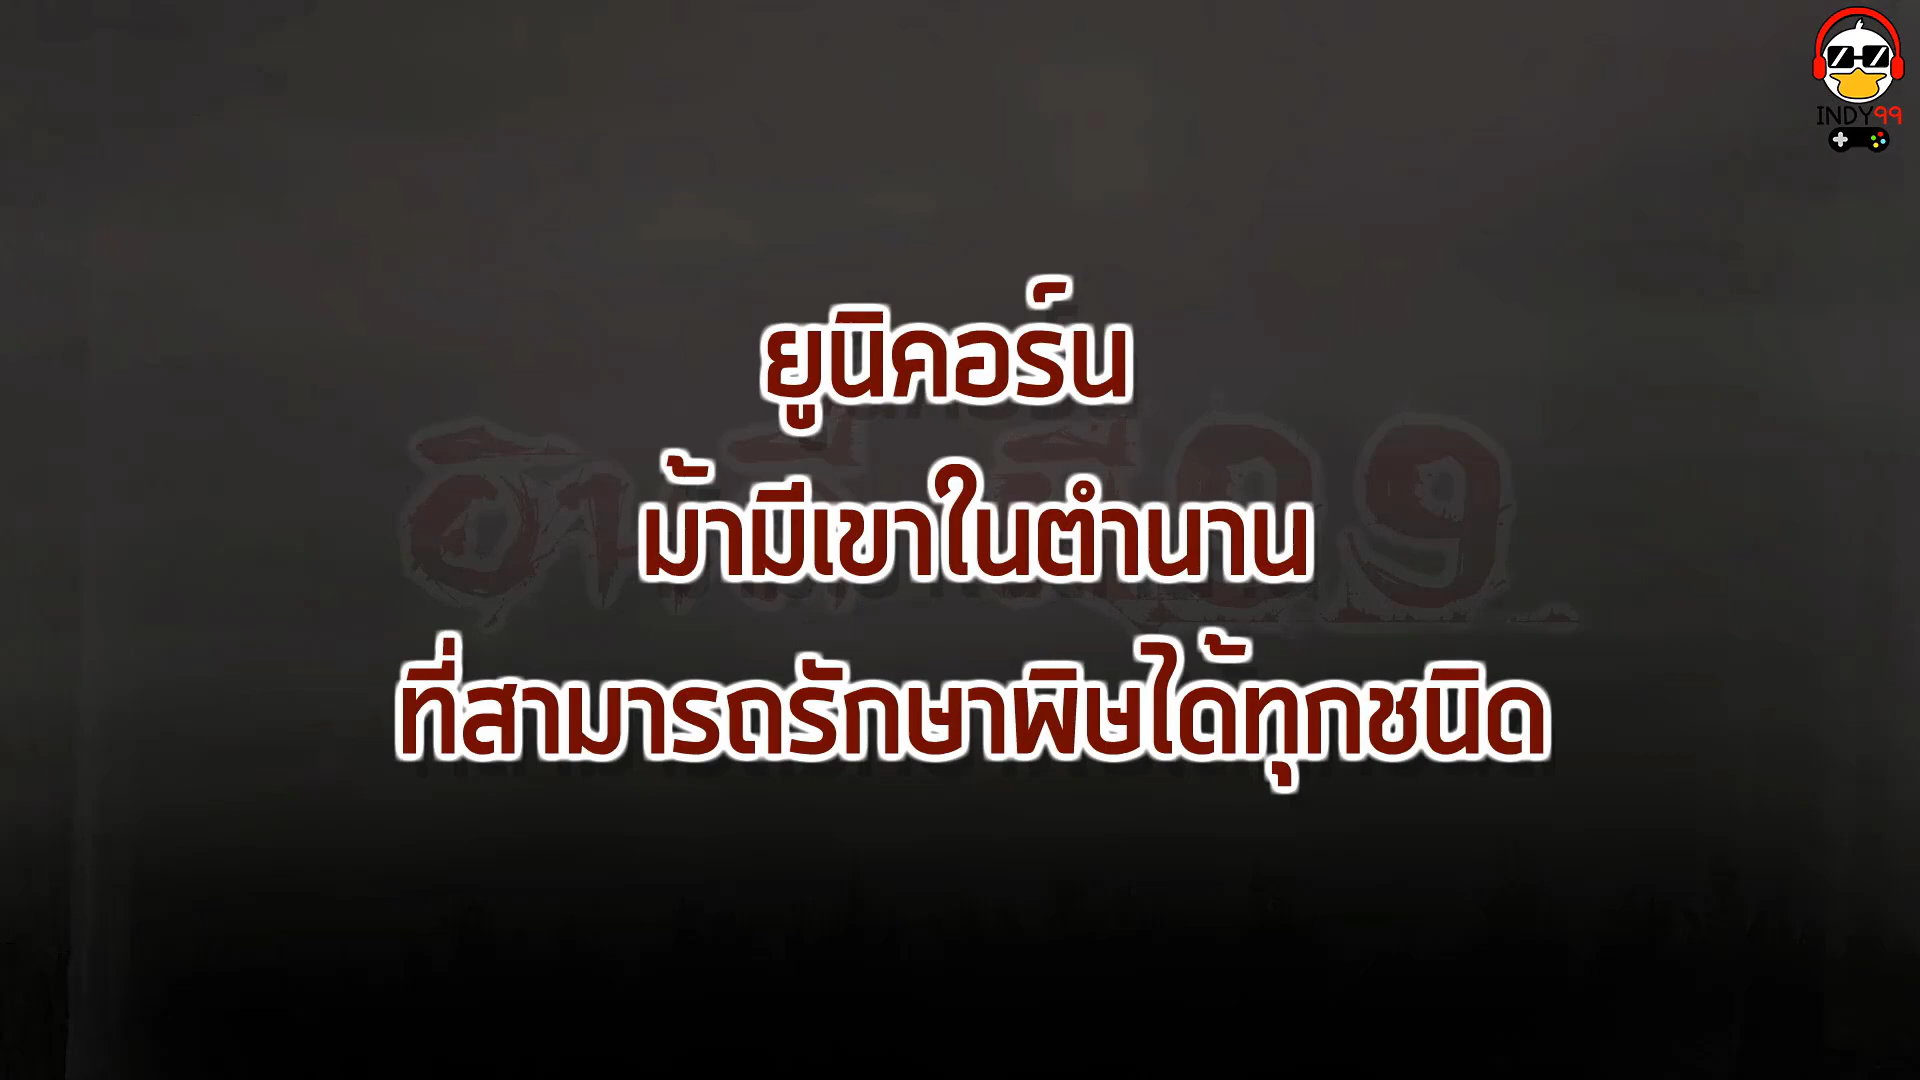 INDY99
ยูนิคอร์น
ม้ามีเขาในตำนาน
ที่สามารถรักษาพิษได้ทุกชนิด